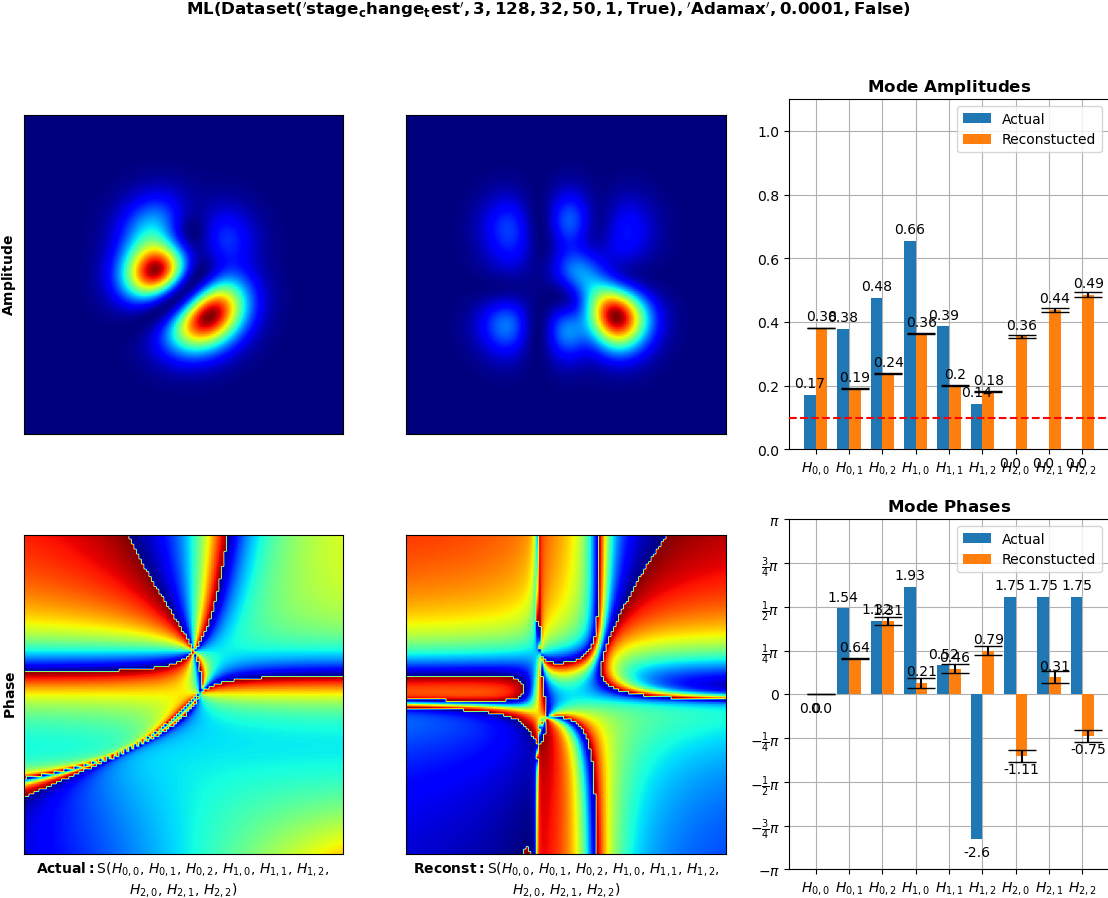 ML(Dataset('stage_change_test', 3, 128, 32, 50, 1, True), 'Adamax', 0.0001, False)
Amplitude
Mode Amplitudes
Actual
Reconstucted
1.0
0.8
0.6
0.4
0.2
0.0
0.17 0.38 0.48 0.66 0.39 0.14 0.0 0.0 0.0
0.38 0.19 0.24 0.36 0.2 0.18 0.36 0.44 0.49
H0,0 H0,1 H0,2 H1,0 H1,1 H1,2 H2,0 H2,1 H2,2
Phase
Mode Phases
Actual
Reconstucted
π
3/4π
1/2π
1/4π
0
−1/4π
−1/2π
−3/4π
−π
0.0 1.54 1.32 1.93 0.52 -2.6 1.75 1.75 1.75
0.0 0.64 1.31 0.21 0.46 0.79 -1.11 0.31 -0.75
H0,0 H0,1 H0,2 H1,0 H1,1 H1,2 H2,0 H2,1 H2,2
Actual: S(H0,0, H0,1, H0,2, H1,0, H1,1, H1,2,
H2,0, H2,1, H2,2)
Reconst: S(H0,0, H0,1, H0,2, H1,0, H1,1, H1,2,
H2,0, H2,1, H2,2)